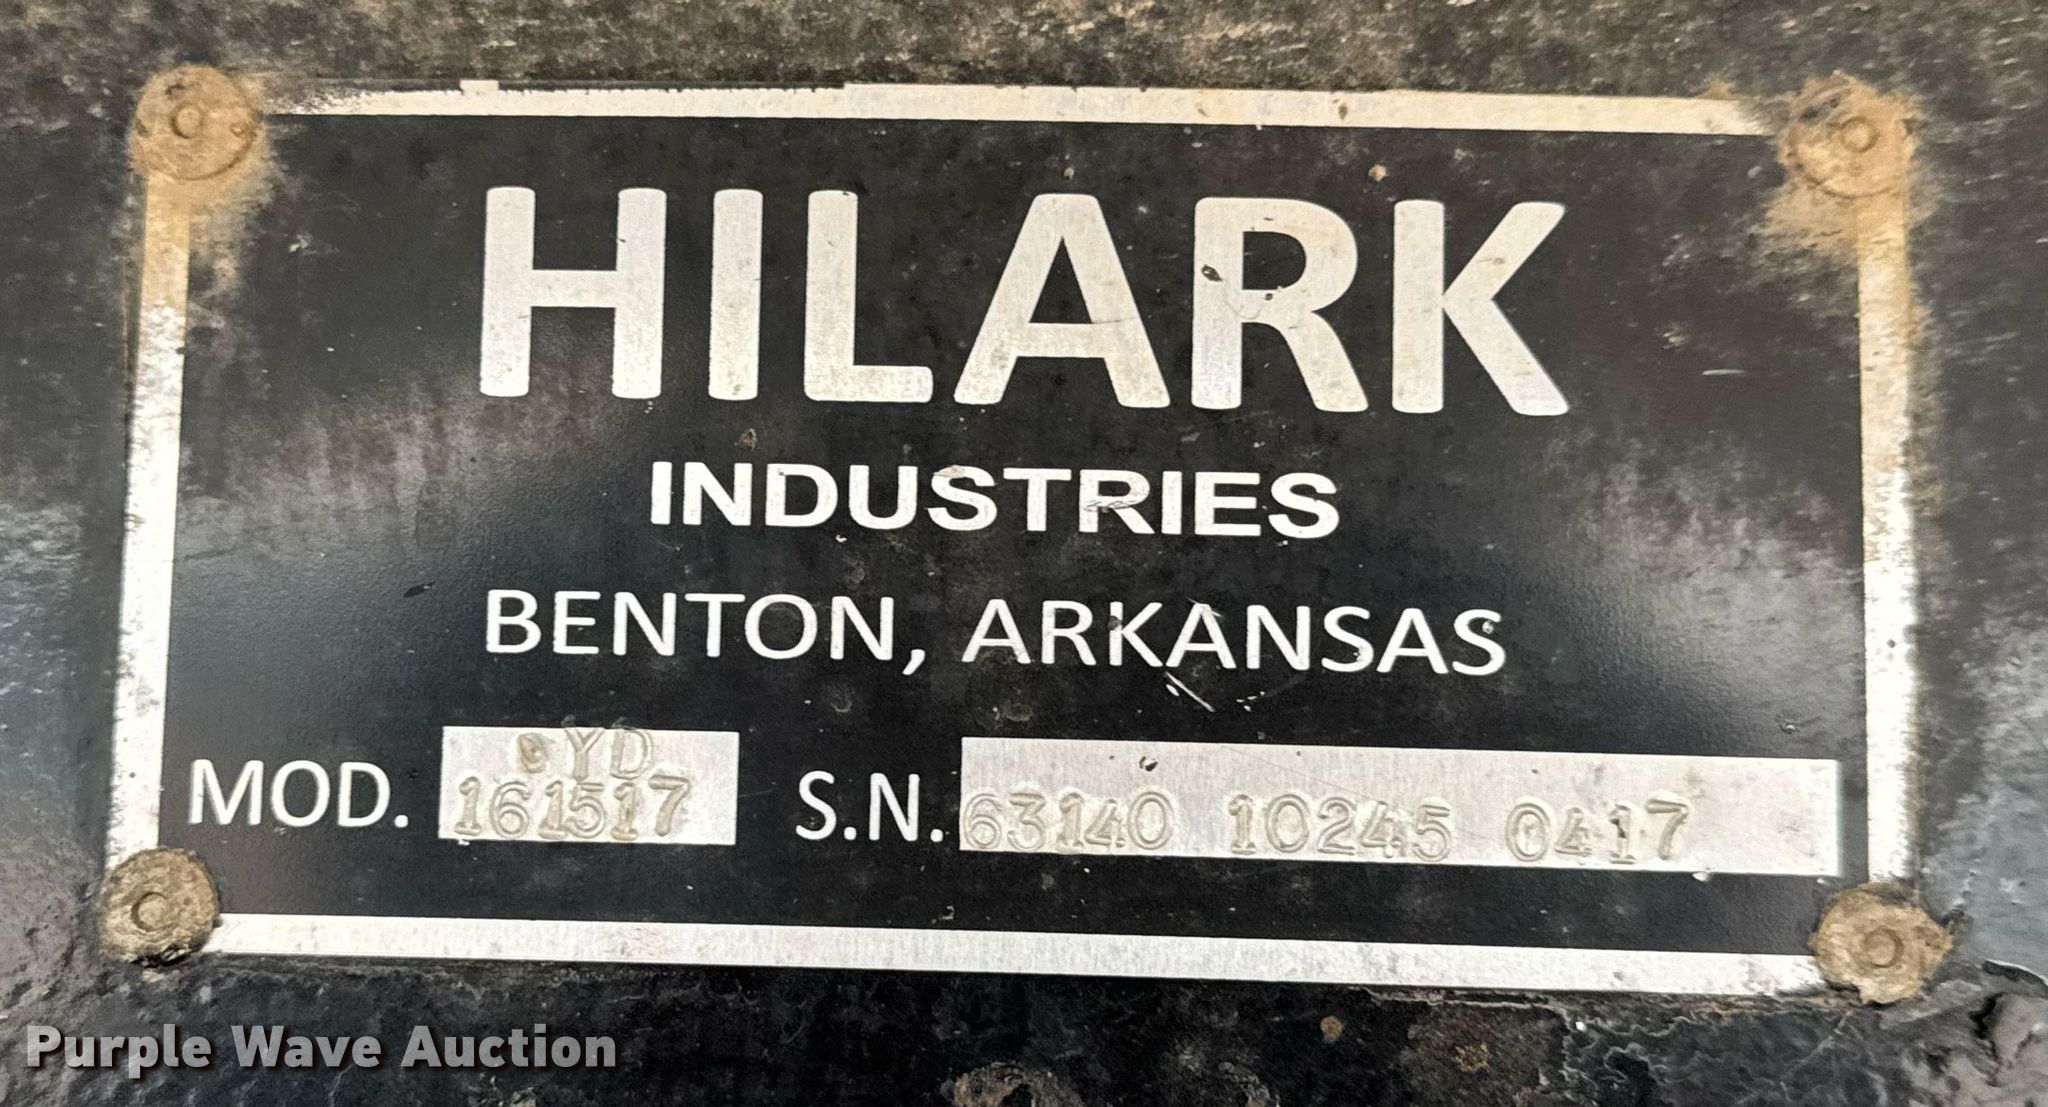 HILARK
INDUSTRIES
BENTON, ARKANSAS
YD
MOD. 161517 S.N. 63140 10245 0417
Purple Wave Auction